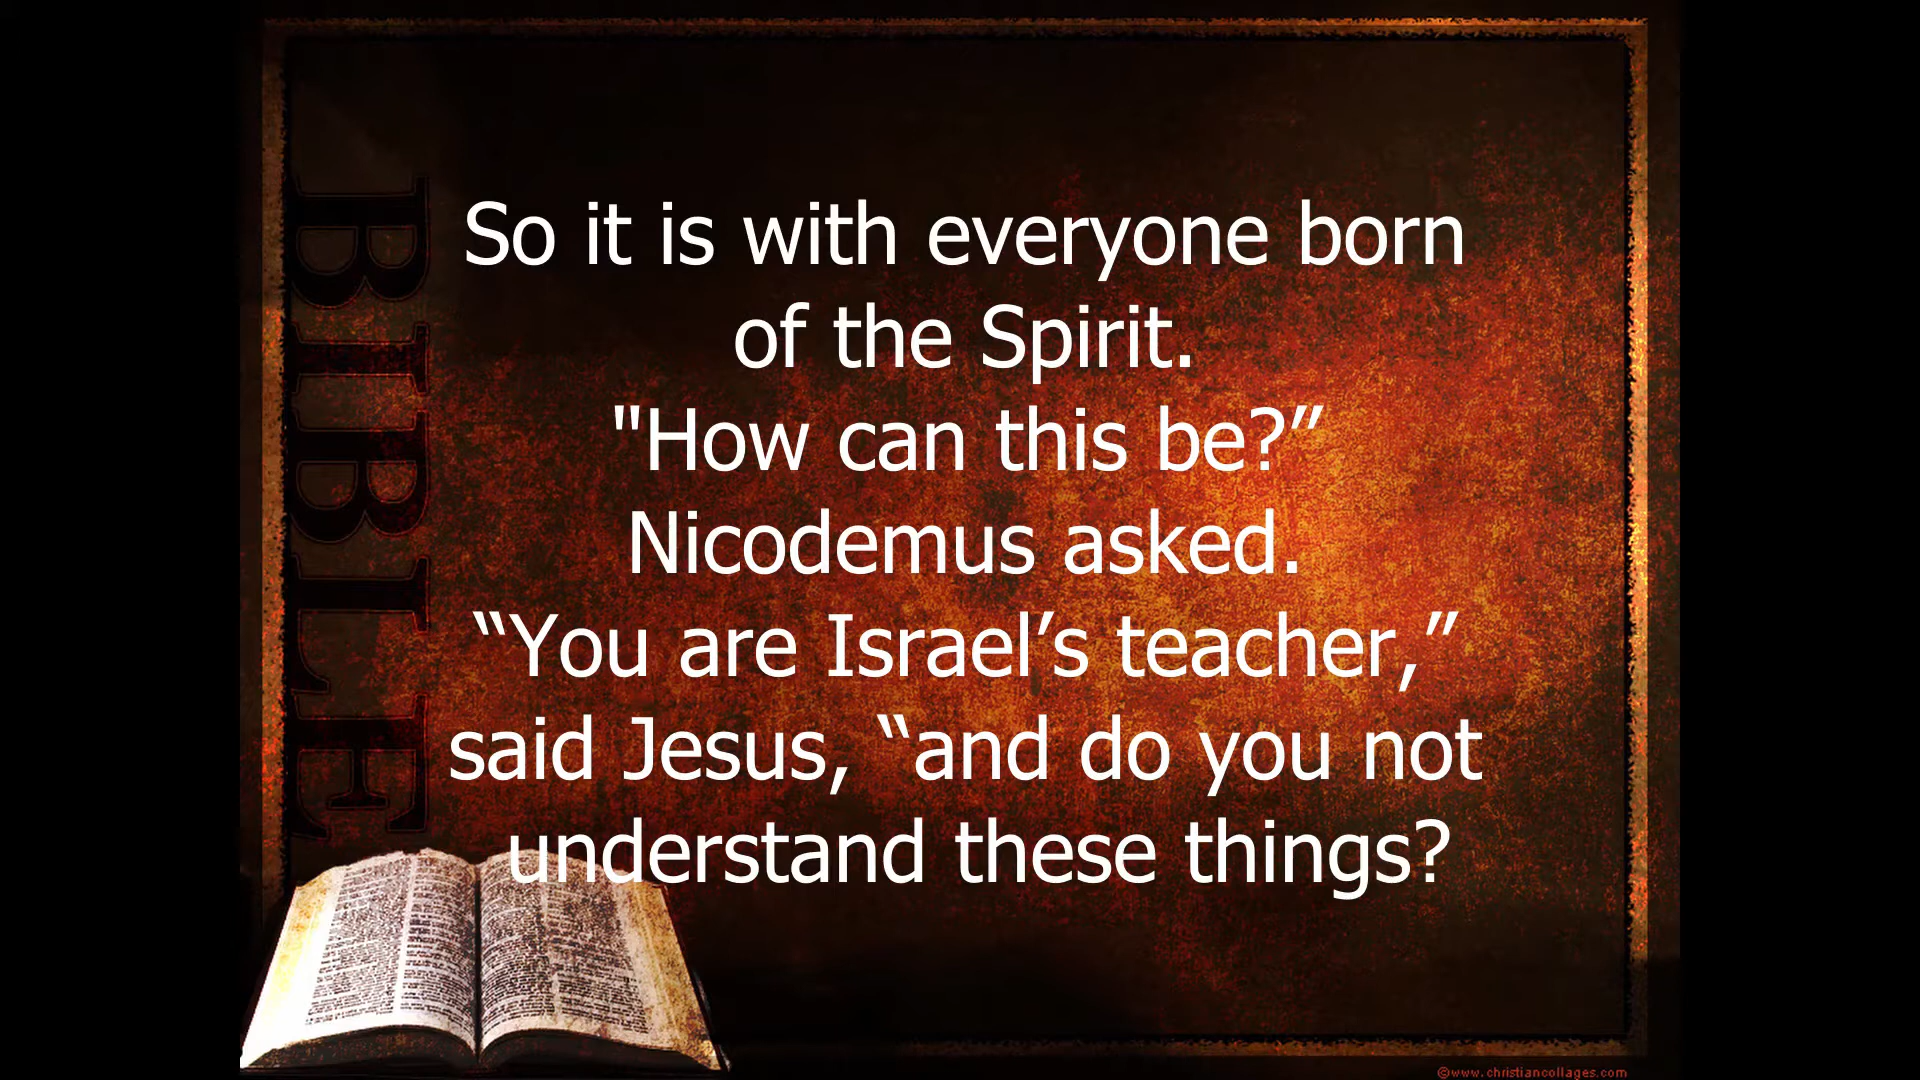 So it is with everyone born
of the Spirit.
"How can this be?”
Nicodemus asked.
“You are Israel’s teacher,”
said Jesus, “and do you not
understand these things?
BIBLE
©www.christiancollages.com